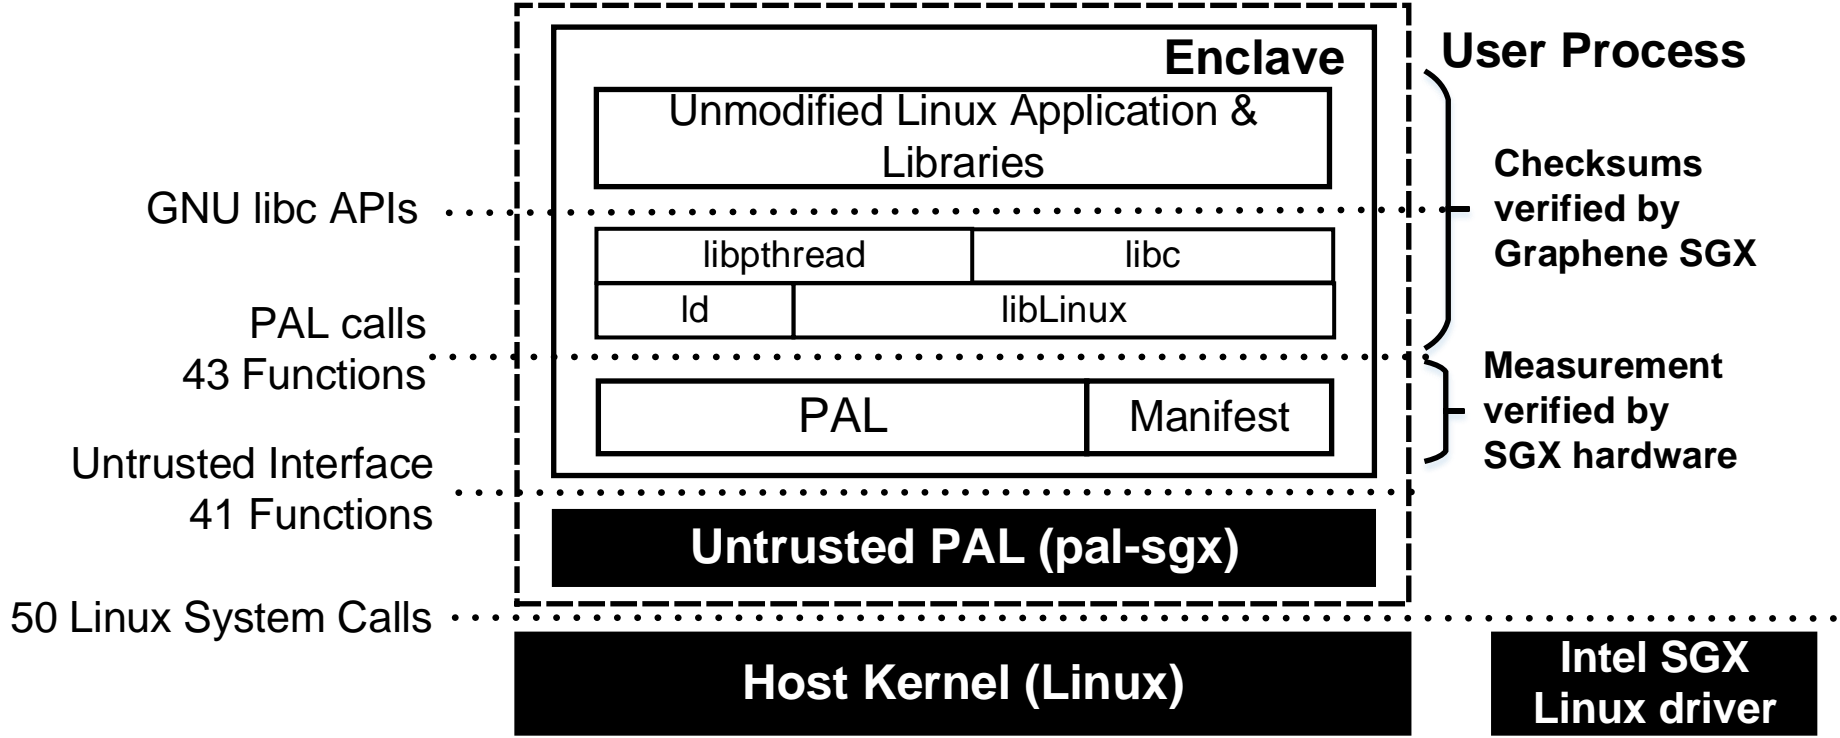 Enclave
User Process
Unmodified Linux Application &
Libraries
Checksums
verified by
Graphene SGX
GNU libc APIs
libpthread
libc
ld
libLinux
PAL calls
43 Functions
PAL
Manifest
Measurement
verified by
SGX hardware
Untrusted Interface
41 Functions
Untrusted PAL (pal-sgx)
50 Linux System Calls
Host Kernel (Linux)
Intel SGX
Linux driver